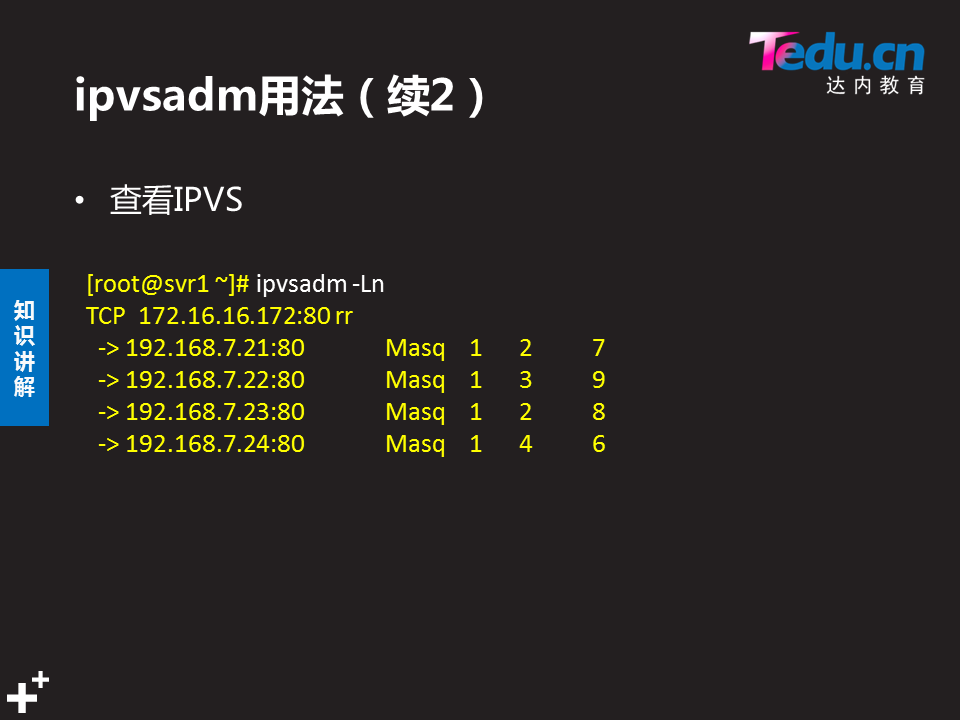 Tedu.cn
达内教育
ipvsadm用法（续2）
• 查看IPVS
知识讲解
[root@svr1 ~]# ipvsadm -Ln
TCP 172.16.16.172:80 rr
-> 192.168.7.21:80 Masq 1 2 7
-> 192.168.7.22:80 Masq 1 3 9
-> 192.168.7.23:80 Masq 1 2 8
-> 192.168.7.24:80 Masq 1 4 6